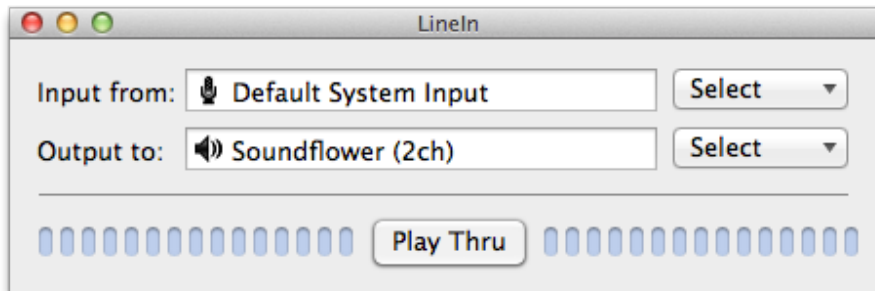 LineIn
Input from: Default System Input Select
Output to: Soundflower (2ch) Select
Play Thru